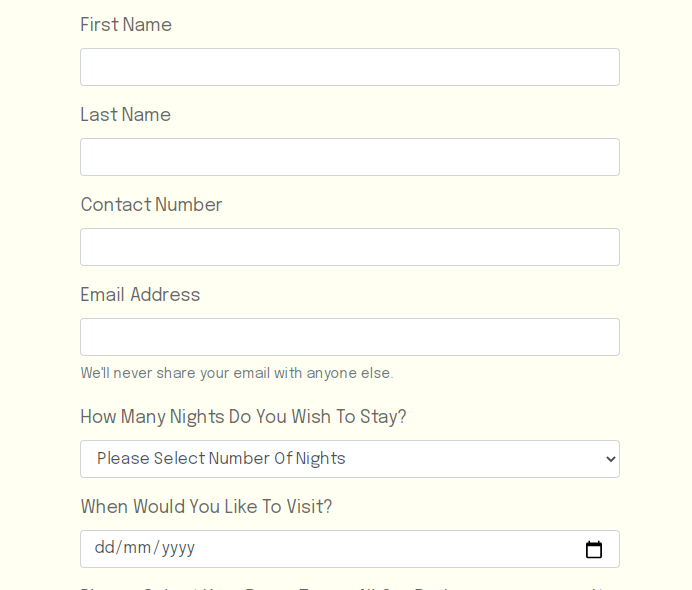 First Name
Last Name
Contact Number
Email Address
We'll never share your email with anyone else.
How Many Nights Do You Wish To Stay?
Please Select Number Of Nights
When Would You Like To Visit?
dd/mm/yyyy